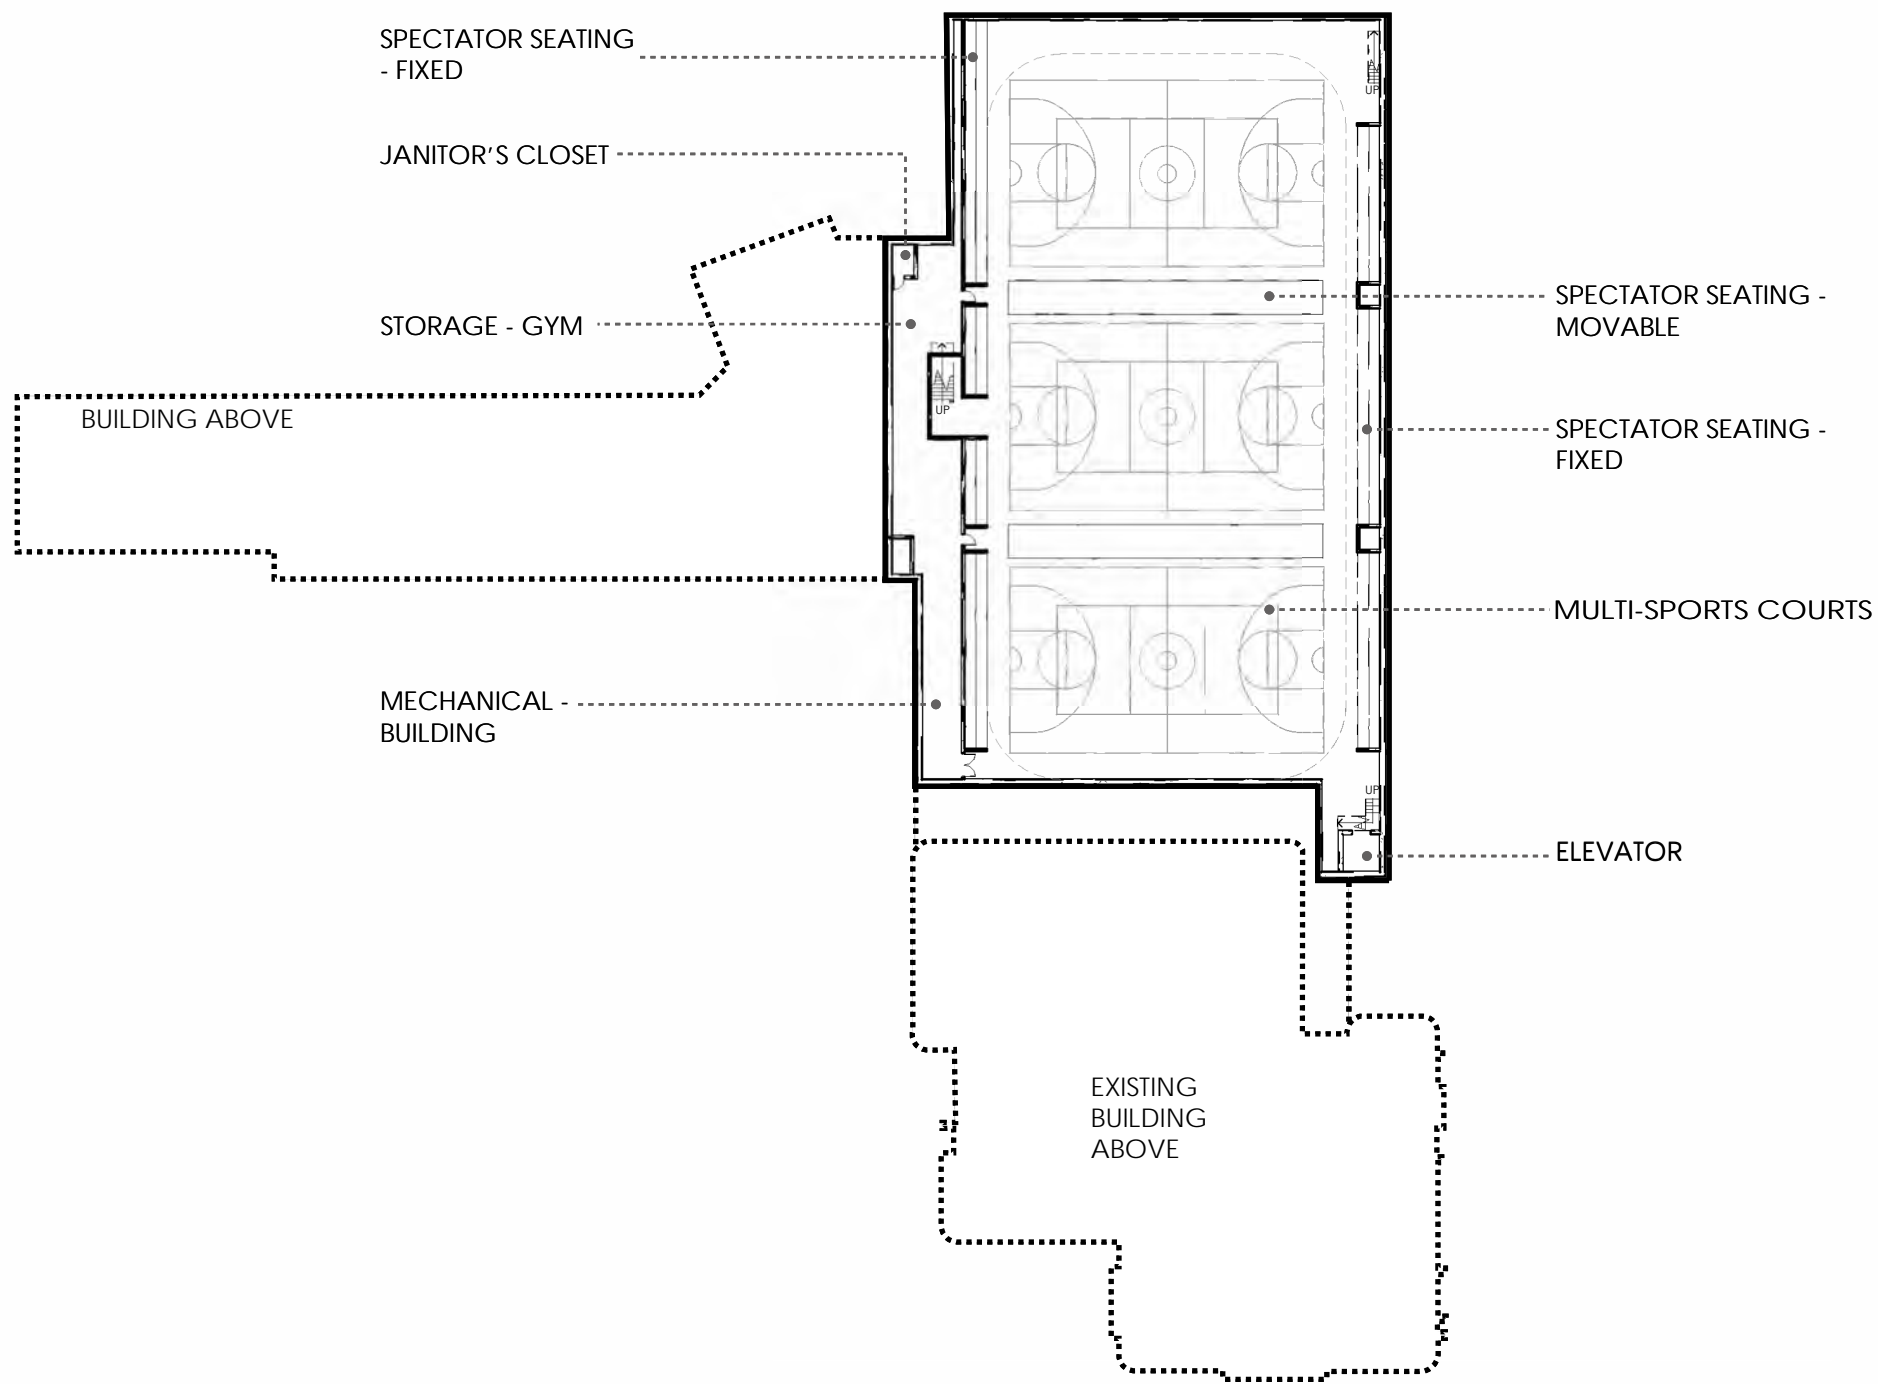 SPECTATOR SEATING
- FIXED
UP
JANITOR'S CLOSET
SPECTATOR SEATING -
MOVABLE
STORAGE - GYM
UP
BUILDING ABOVE
SPECTATOR SEATING -
FIXED
MULTI-SPORTS COURTS
MECHANICAL -
BUILDING
UP
ELEVATOR
EXISTING
BUILDING
ABOVE